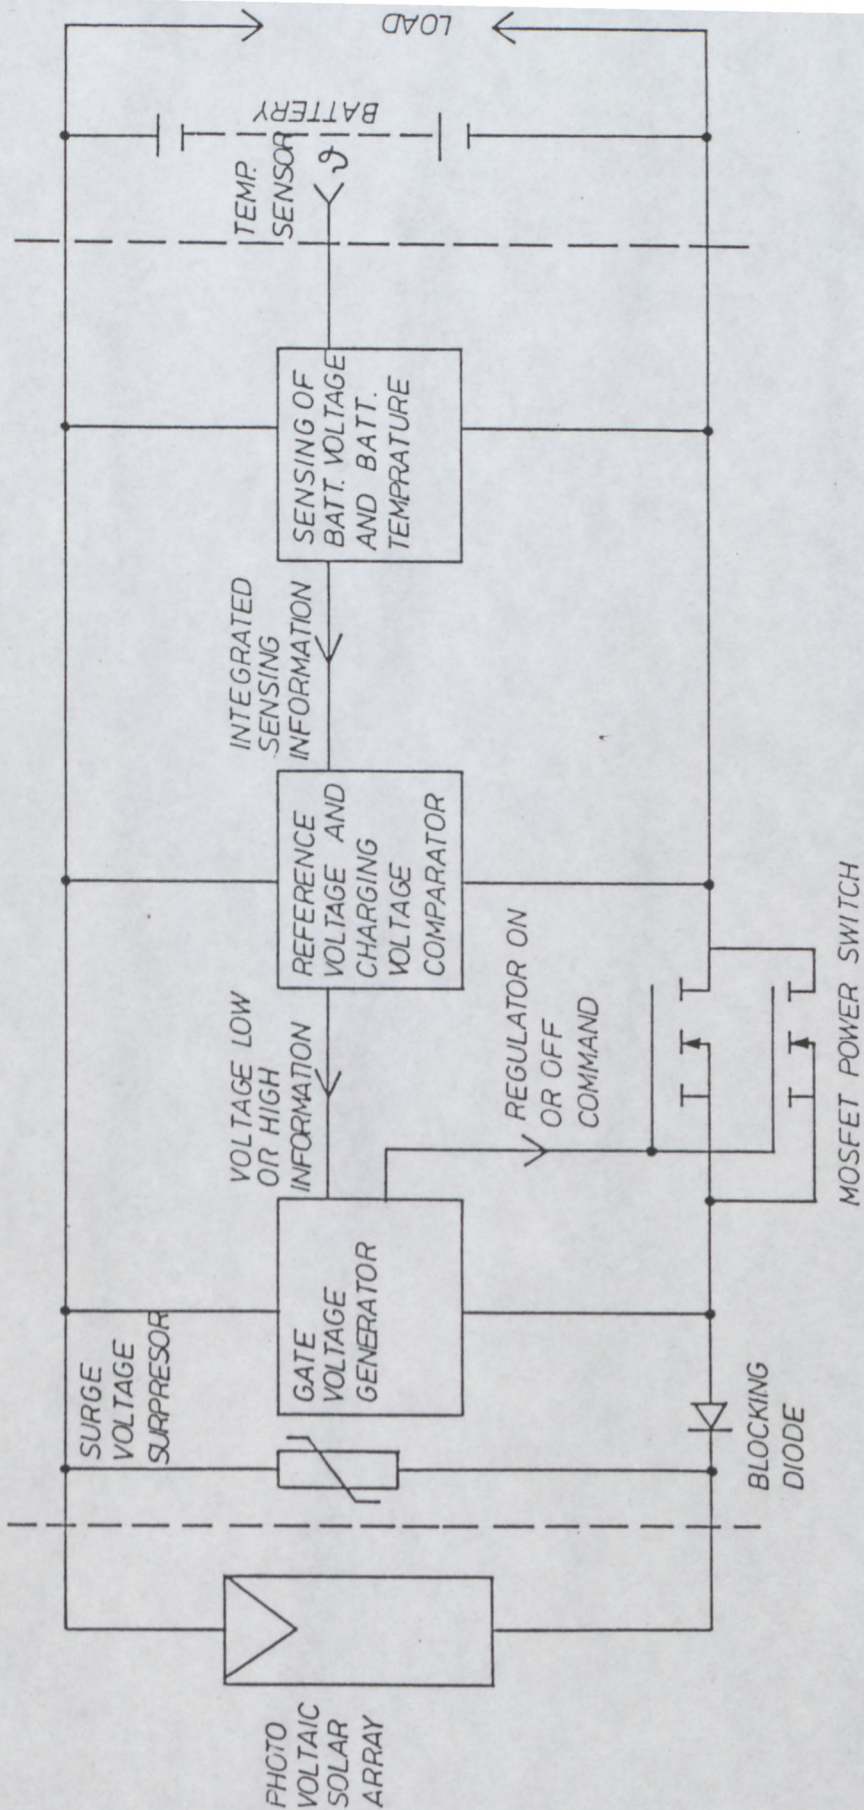 PHOTO
VOLTAIC
SOLAR
ARRAY
SURGE
VOLTAGE
SURPRESOR
GATE
VOLTAGE
GENERATOR
BLOCKING
DIODE
VOLTAGE LOW
OR HIGH
INFORMATION
REGULATOR ON
OR OFF
COMMAND
MOSFET POWER SWITCH
REFERENCE
VOLTAGE AND
CHARGING
VOLTAGE
COMPARATOR
INTEGRATED
SENSING
INFORMATION
SENSING OF
BATT. VOLTAGE
AND BATT.
TEMPRATURE
TEMP.
SENSOR
ϑ
BATTERY
LOAD